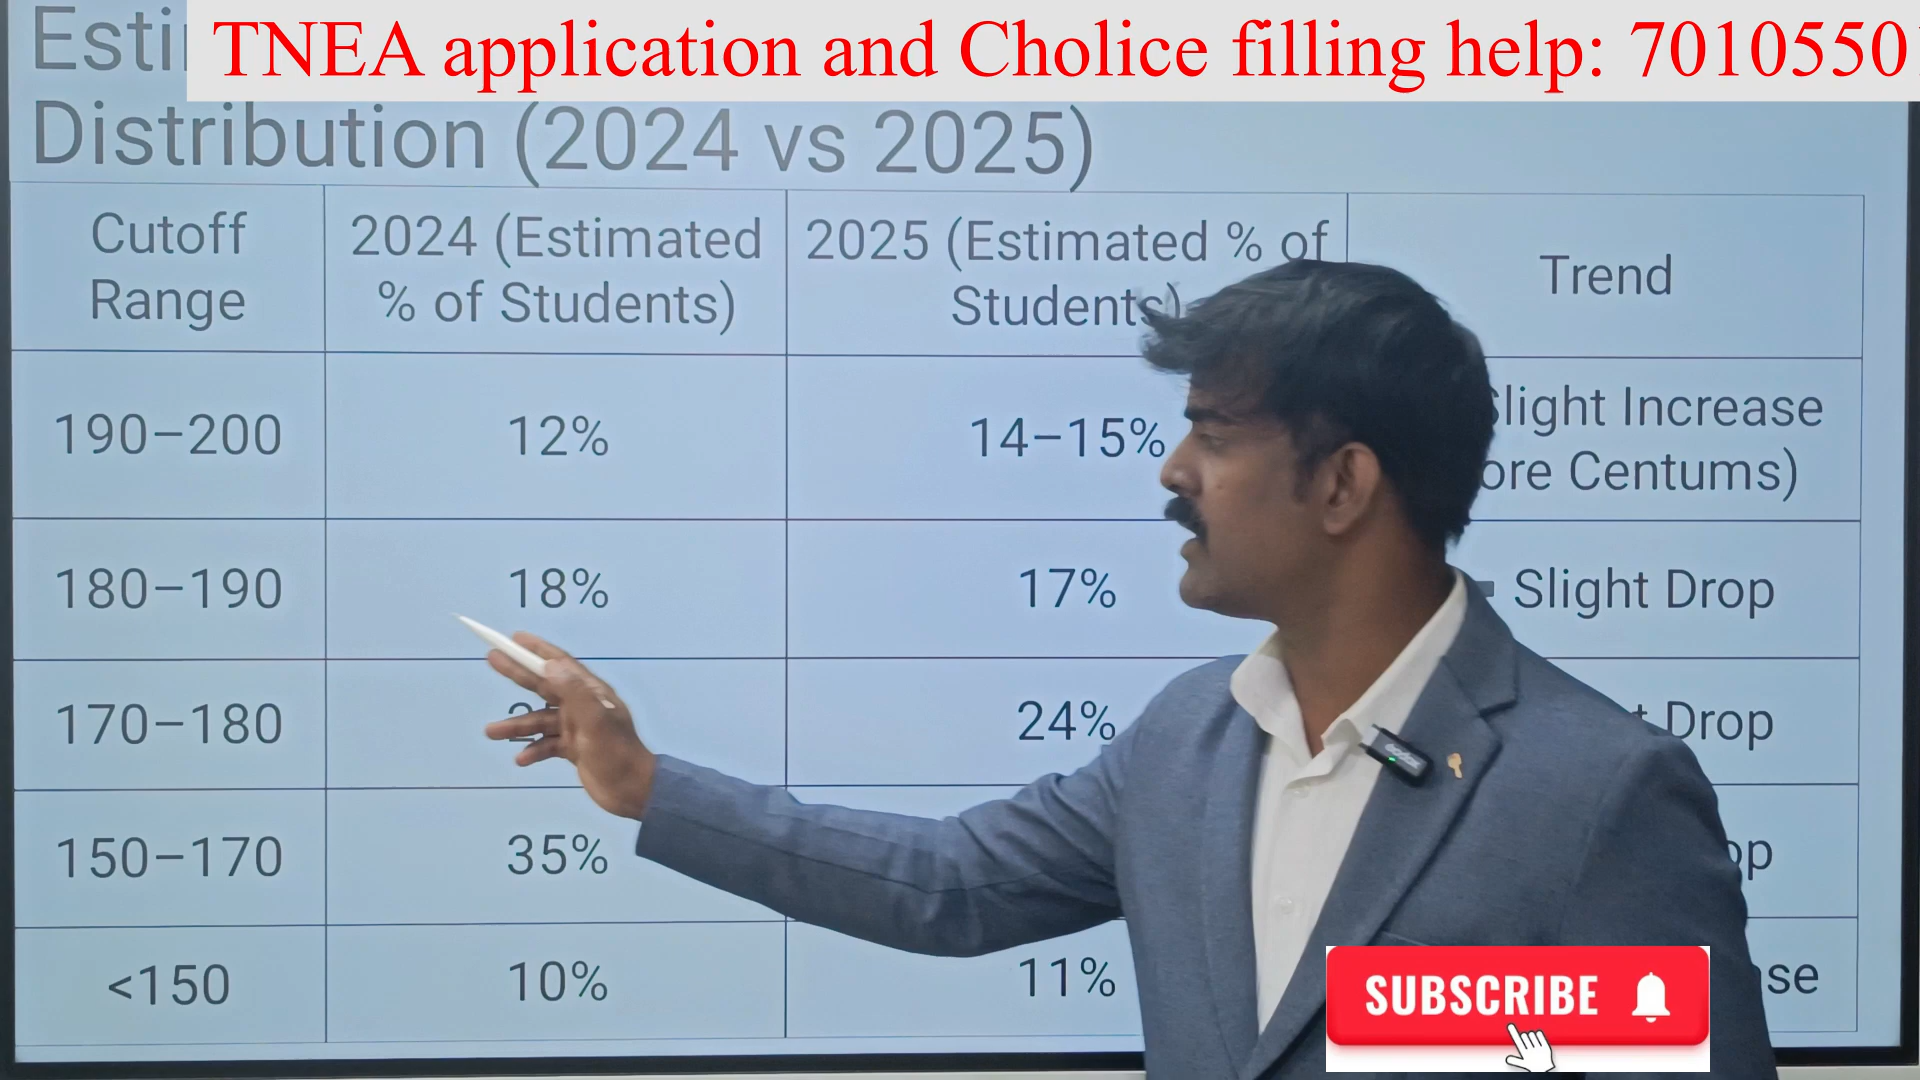 TNEA application and Cholice filling help: 7010550
Distribution (2024 vs 2025)
Cutoff Range
2024 (Estimated % of Students)
2025 (Estimated % of Students)
Trend
190–200
12%
14–15%
Slight Increase
Centums)
180–190
18%
17%
Slight Drop
170–180
24%
Drop
150–170
35%
<150
10%
11%
SUBSCRIBE